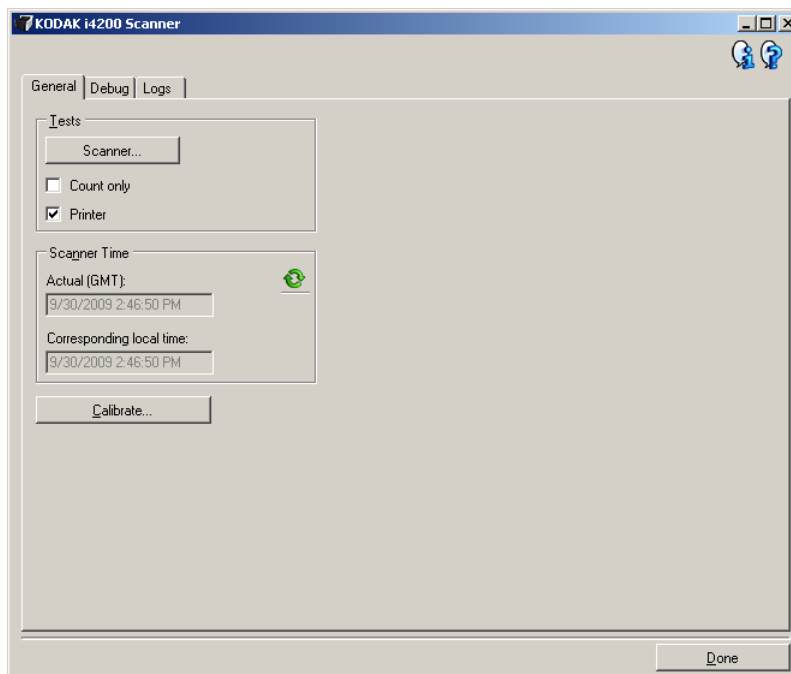 KODAK i4200 Scanner
General Debug Logs
Tests
Scanner...
Count only
Printer
Scanner Time
Actual (GMT):
9/30/2009 2:46:50 PM
Corresponding local time:
9/30/2009 2:46:50 PM
Calibrate...
Done